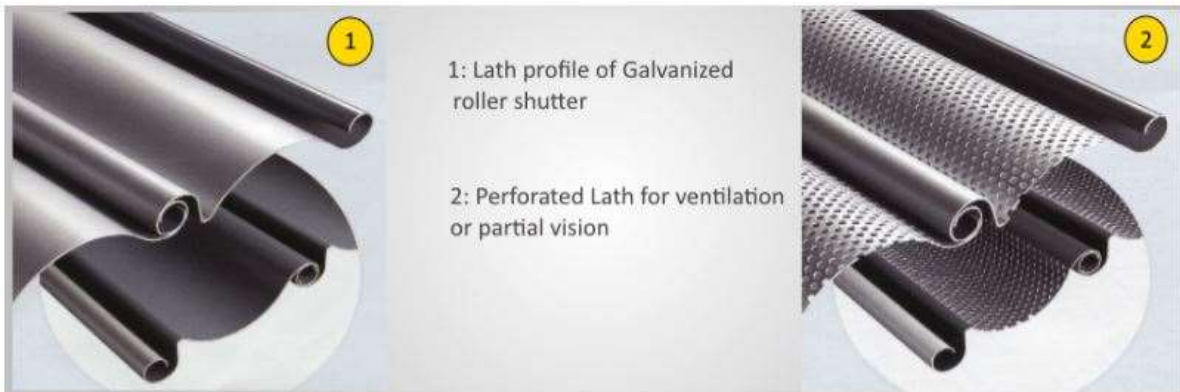 1
1: Lath profile of Galvanized
roller shutter
2: Perforated Lath for ventilation
or partial vision
2